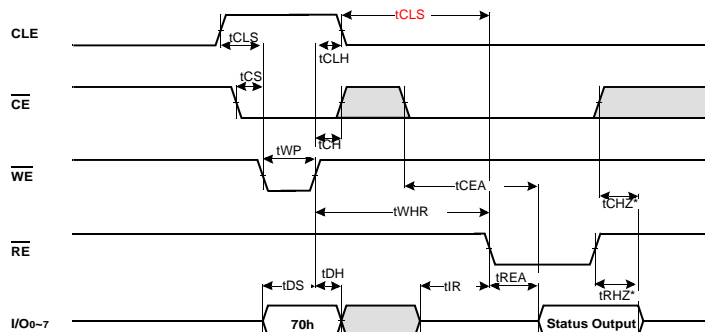 CLE
tCLS
tCLS
tCLH
tCS
CE
tCH
tWP
WE
tCEA
tCHZ*
tWHR
RE
tREA
tDS
tDH
tIR
tRHZ*
I/O0~7
70h
Status Output